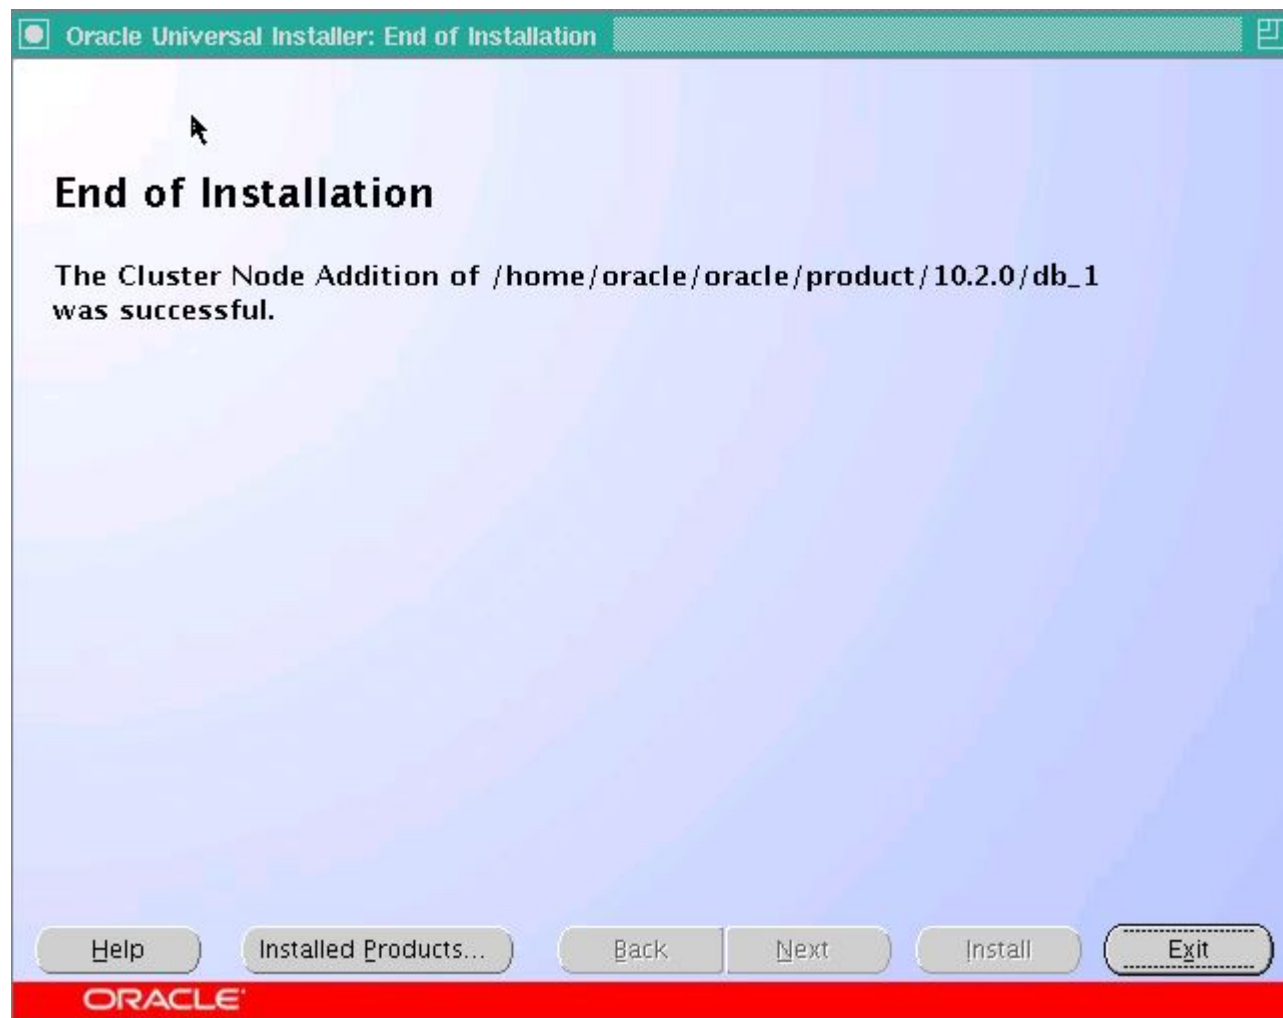 Oracle Universal Installer: End of Installation
End of Installation
The Cluster Node Addition of /home/oracle/oracle/product/10.2.0/db_1
was successful.
Help Installed Products... Back Next Install Exit
ORACLE